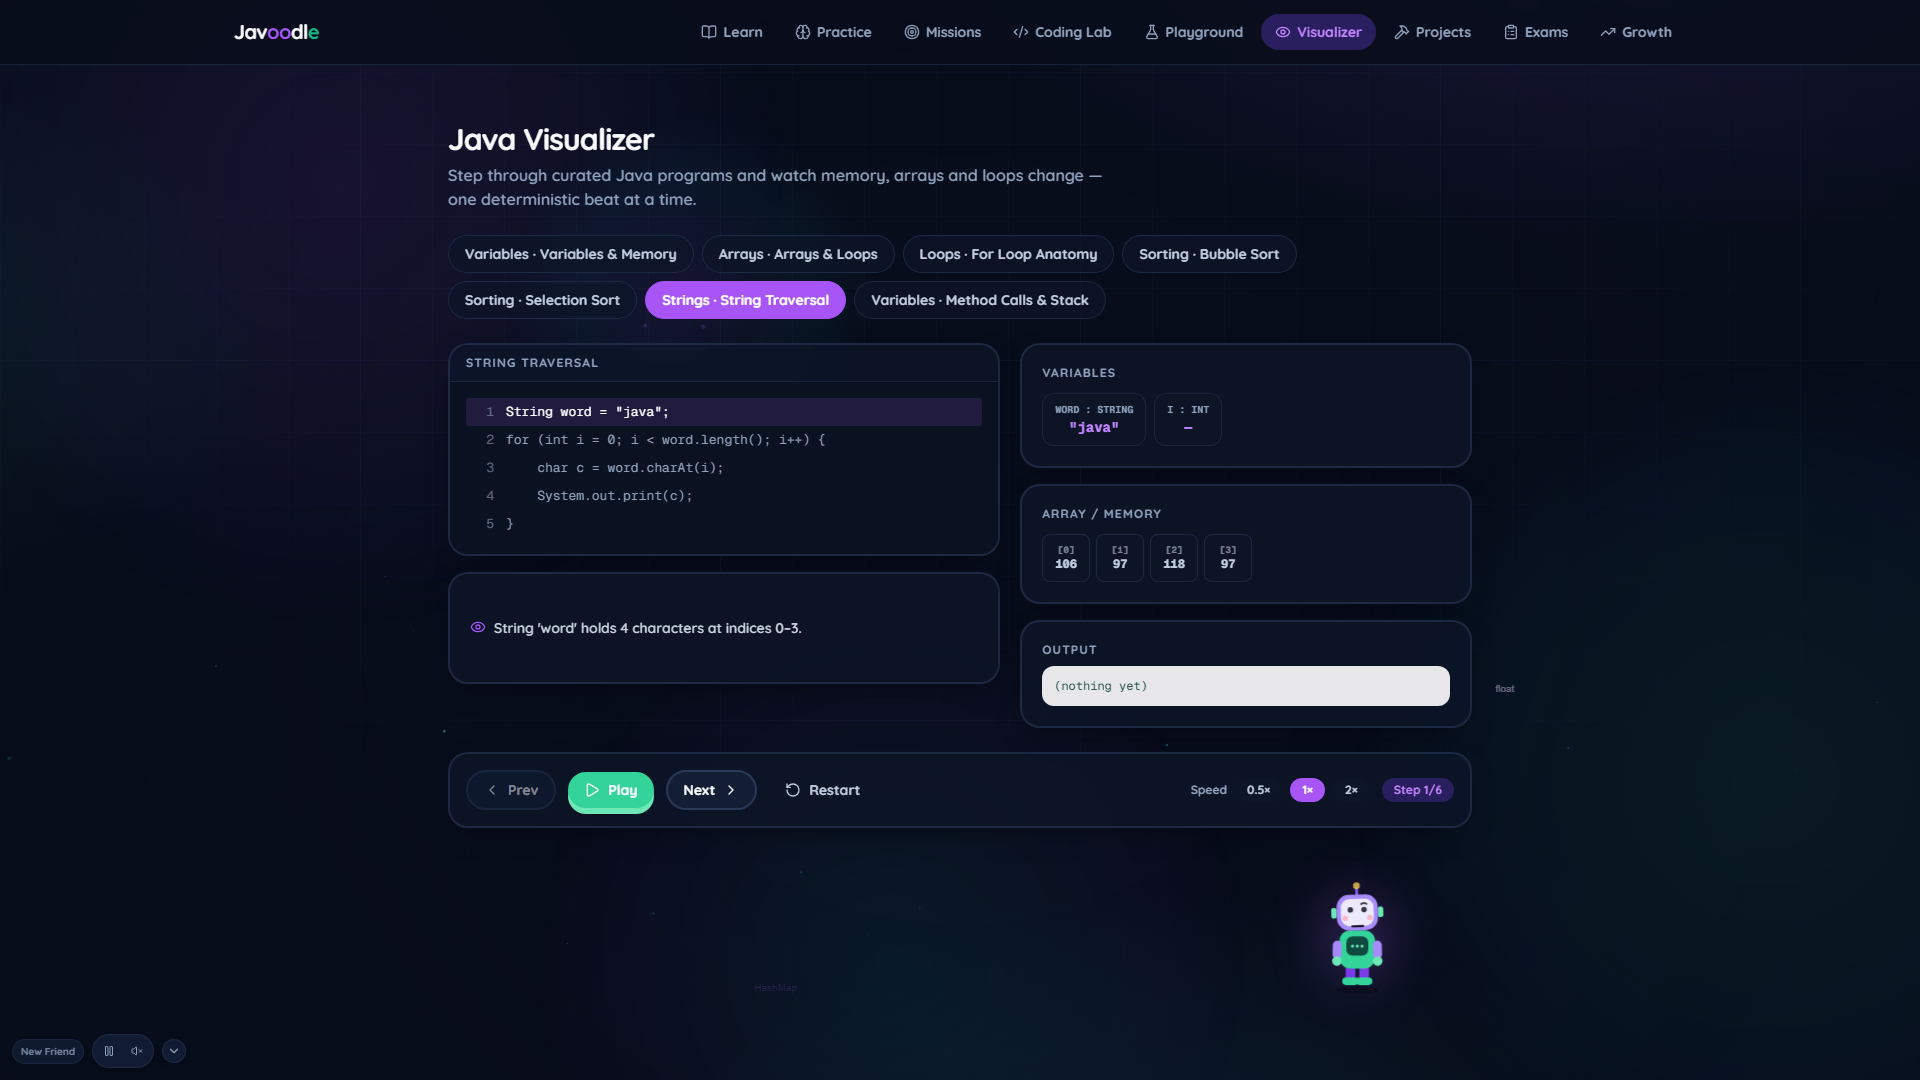 Javoodle
Learn
Practice
Missions
Coding Lab
Playground
Visualizer
Projects
Exams
Growth
Java Visualizer
Step through curated Java programs and watch memory, arrays and loops change —
one deterministic beat at a time.
Variables · Variables & Memory
Arrays · Arrays & Loops
Loops · For Loop Anatomy
Sorting · Bubble Sort
Sorting · Selection Sort
Strings · String Traversal
Variables · Method Calls & Stack
STRING TRAVERSAL
1 String word = "java";
2 for (int i = 0; i < word.length(); i++) {
3     char c = word.charAt(i);
4     System.out.print(c);
5 }
String 'word' holds 4 characters at indices 0–3.
VARIABLES
WORD : STRING
"java"
I : INT
—
ARRAY / MEMORY
[0] [1] [2] [3]
106 97 118 97
OUTPUT
(nothing yet)
float
Prev
Play
Next
Restart
Speed
0.5×
1×
2×
Step 1/6
HashMap
New Friend